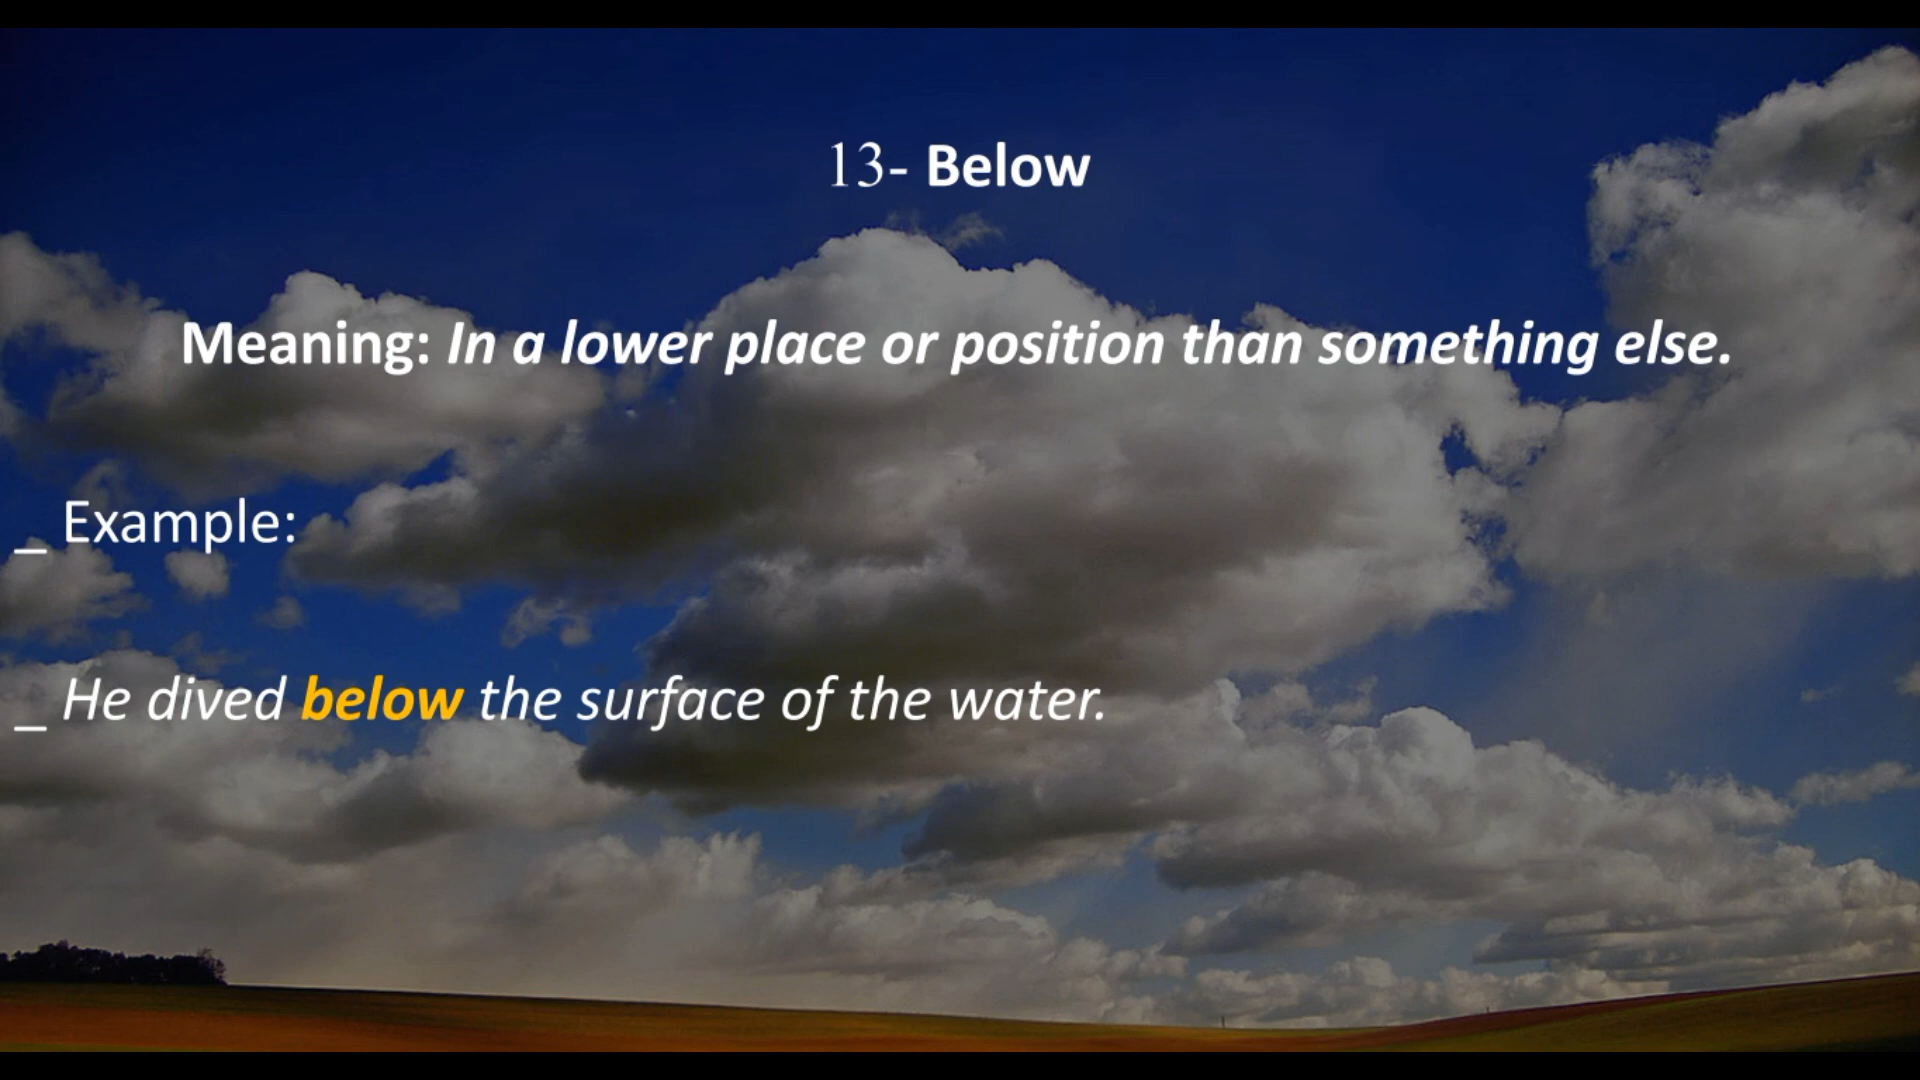 13- Below
Meaning: In a lower place or position than something else.
_ Example:
_ He dived below the surface of the water.